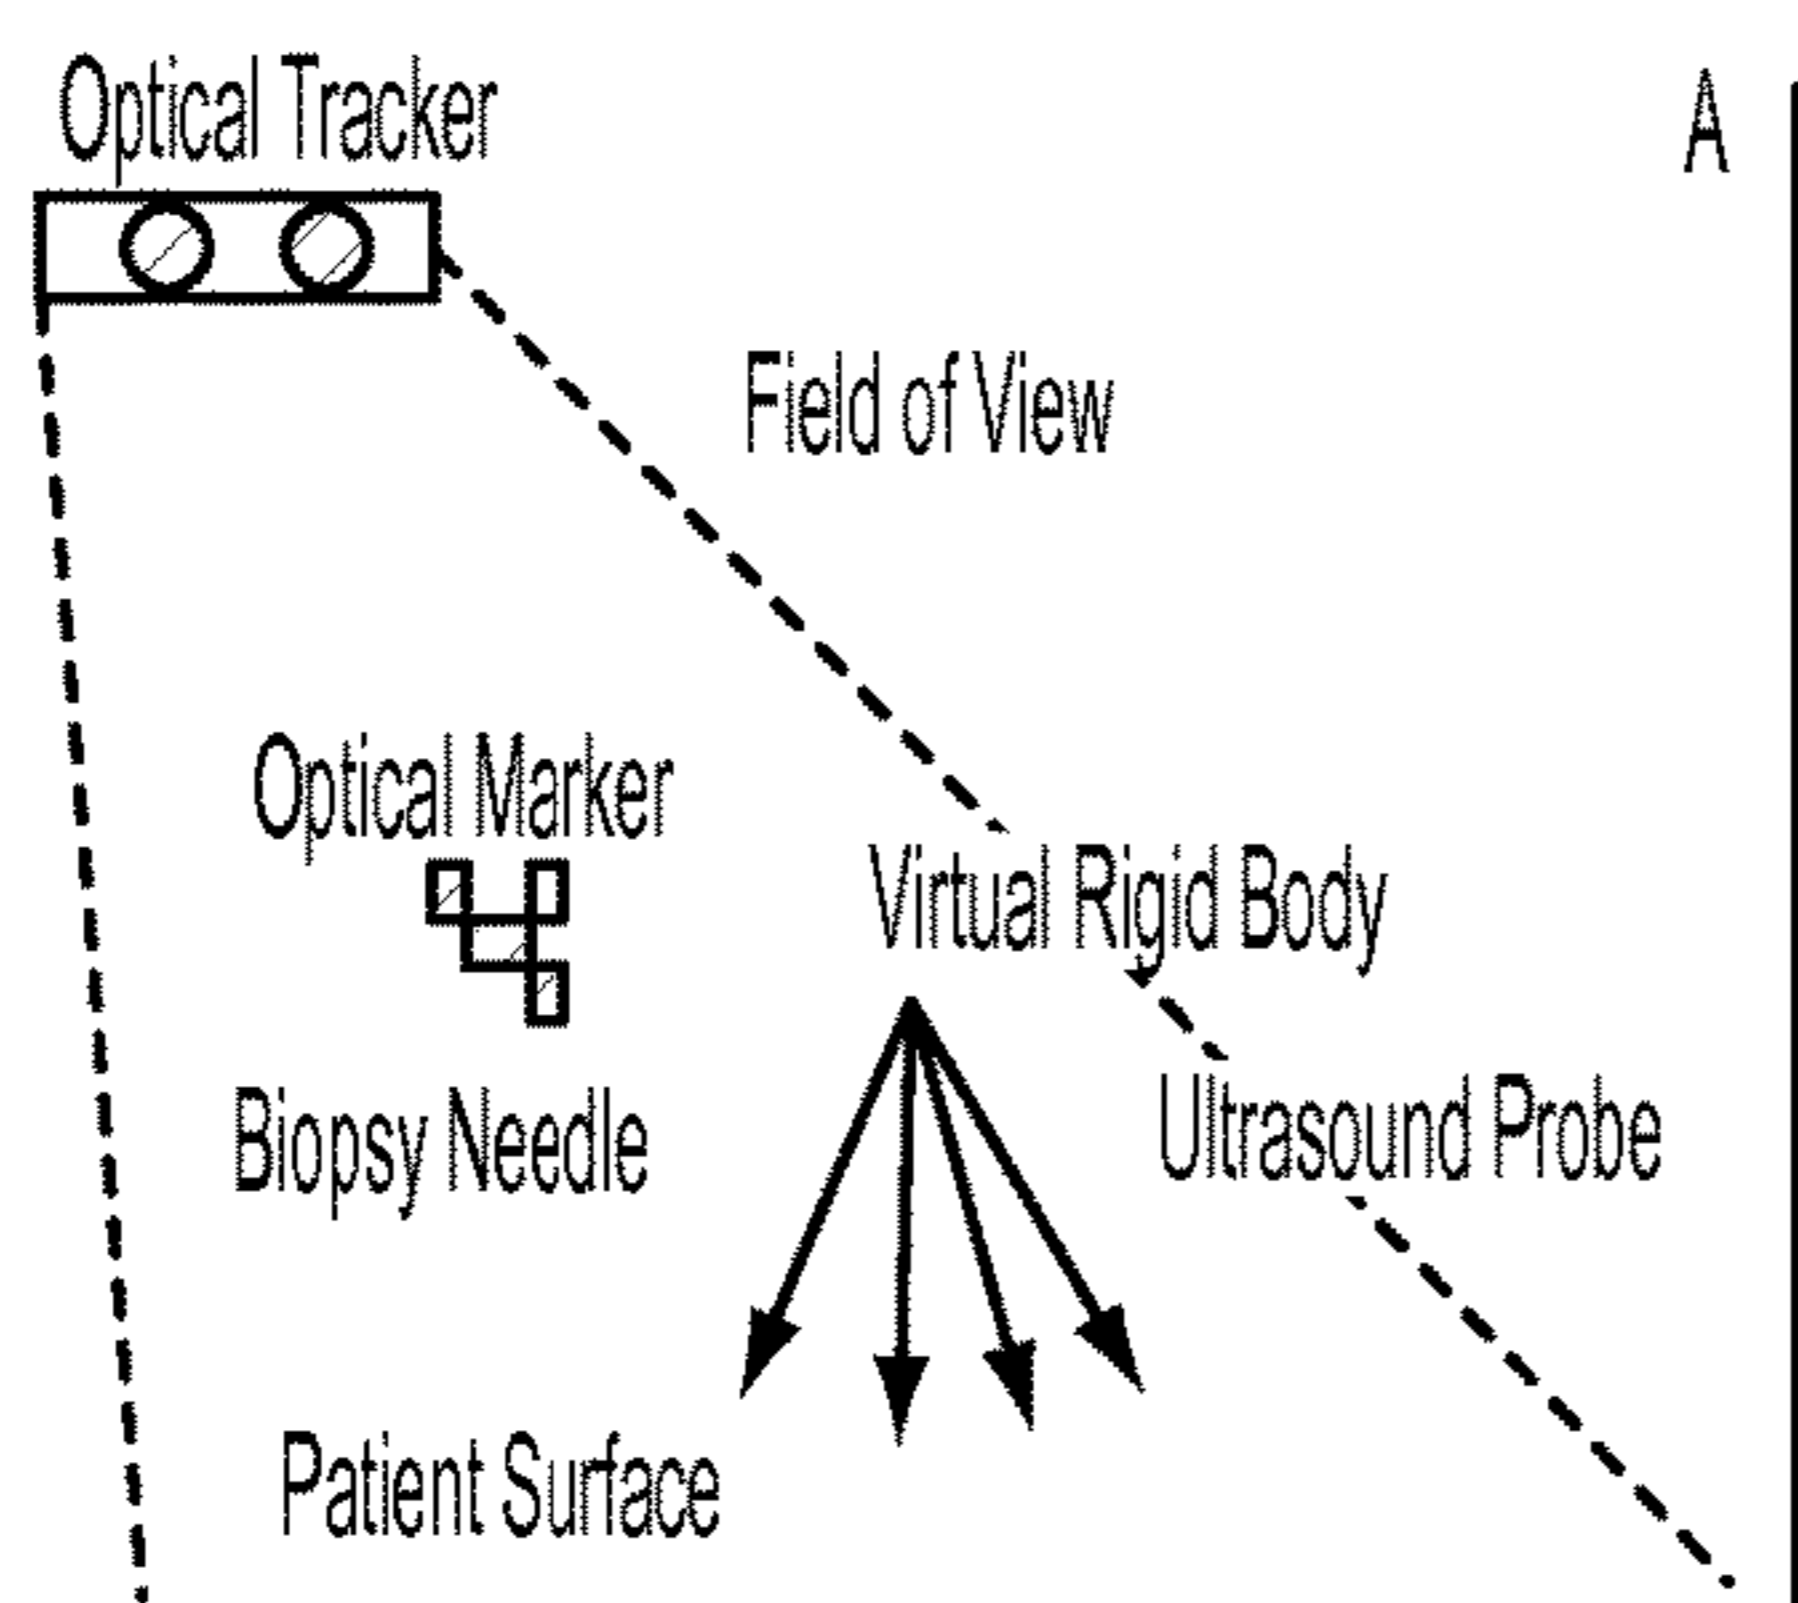 Optical Tracker
A
Field of View
Optical Marker
Virtual Rigid Body
Biopsy Needle
Ultrasound Probe
Patient Surface